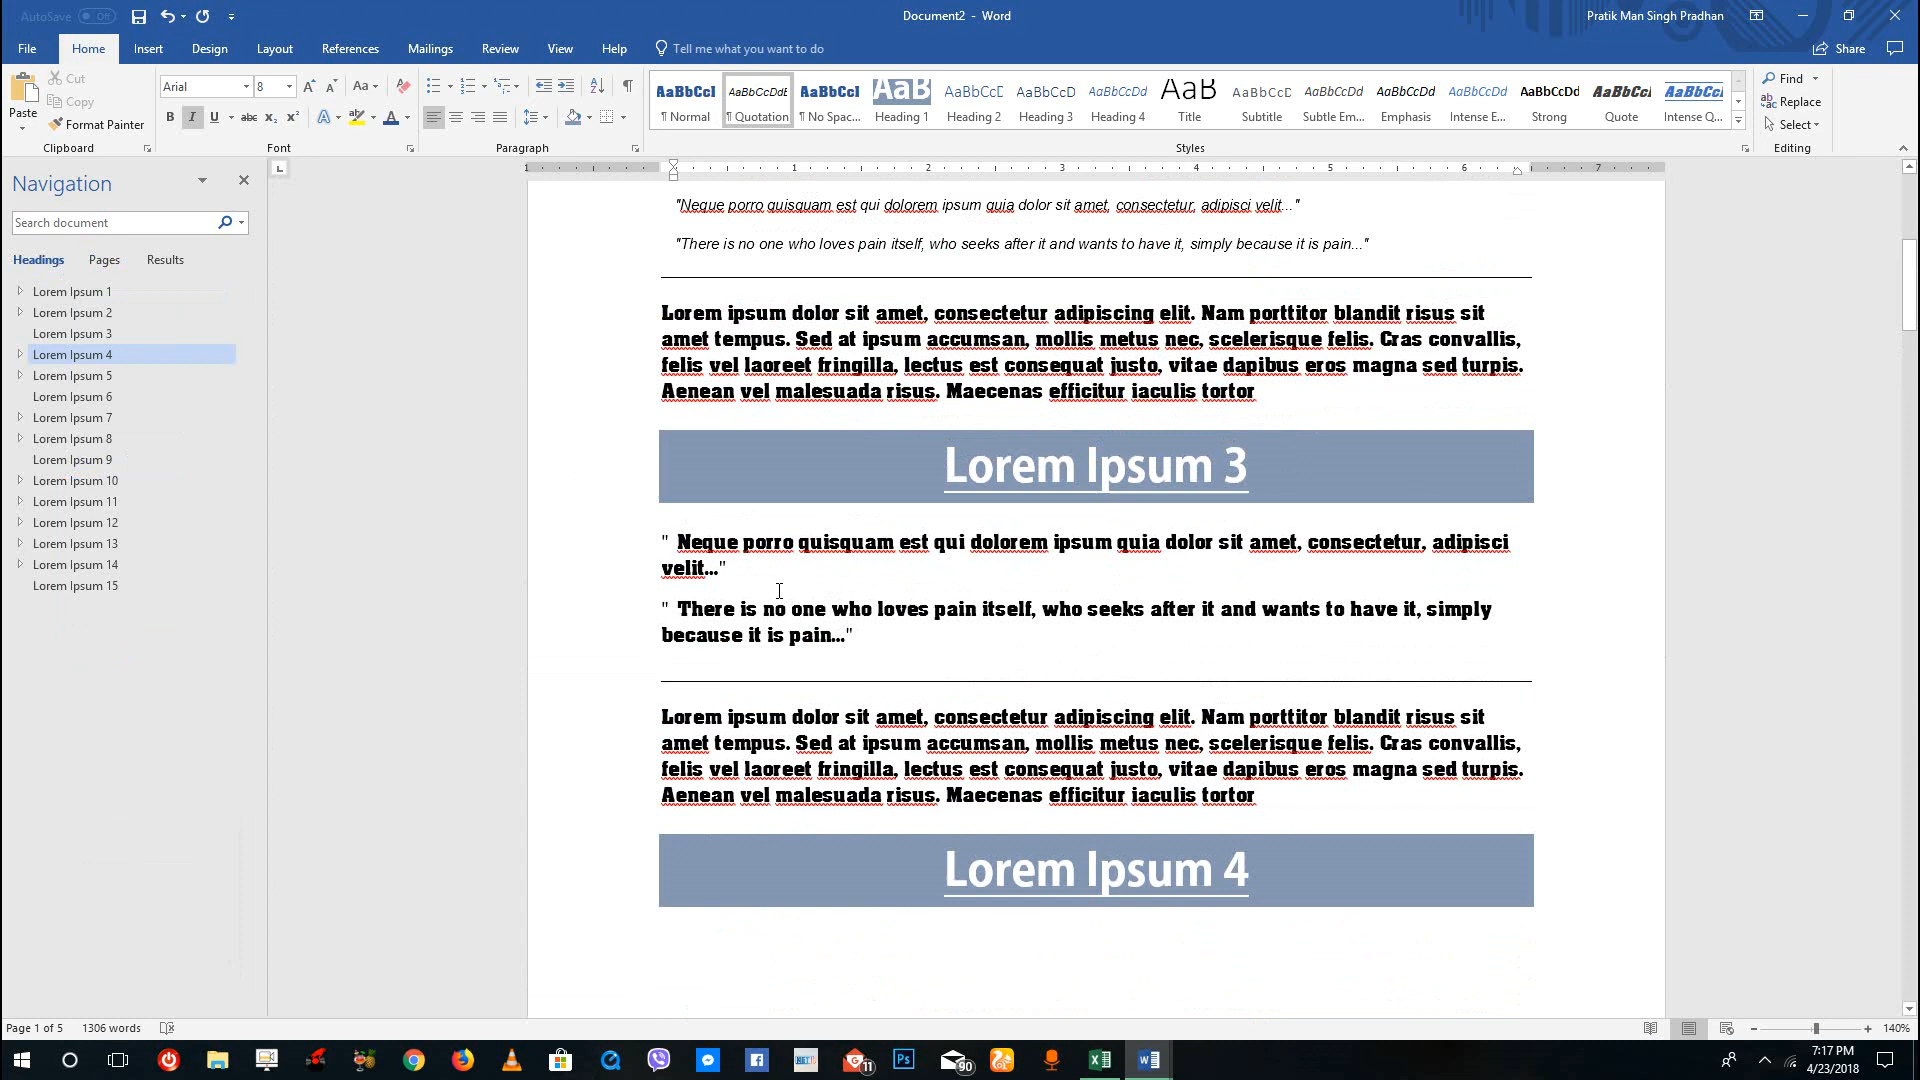 AutoSave Off
Document2 - Word
Pratik Man Singh Pradhan
File Home Insert Design Layout References Mailings Review View Help Tell me what you want to do
Share
Paste
Cut
Copy
Format Painter
Clipboard
Arial 8
Font
Paragraph
AaBbCcI AaBbCcDdE AaBbCcI AaB AaBbCcC AaBbCcD AaBbCcDd AaB AaBbCcD AaBbCcDd AaBbCcDd AaBbCcDd AaBbCcDd AaBbCcI AaBbCcI
¶ Normal ¶ Quotation ¶ No Spac... Heading 1 Heading 2 Heading 3 Heading 4 Title Subtitle Subtle Em... Emphasis Intense E... Strong Quote Intense Q...
Styles
Find
Replace
Select
Editing
Navigation
Search document
Headings Pages Results
Lorem Ipsum 1
Lorem Ipsum 2
Lorem Ipsum 3
Lorem Ipsum 4
Lorem Ipsum 5
Lorem Ipsum 6
Lorem Ipsum 7
Lorem Ipsum 8
Lorem Ipsum 9
Lorem Ipsum 10
Lorem Ipsum 11
Lorem Ipsum 12
Lorem Ipsum 13
Lorem Ipsum 14
Lorem Ipsum 15
1 1 2 3 4 5 6 7
"Neque porro quisquam est qui dolorem ipsum quia dolor sit amet, consectetur, adipisci velit..."
"There is no one who loves pain itself, who seeks after it and wants to have it, simply because it is pain..."
Lorem ipsum dolor sit amet, consectetur adipiscing elit. Nam porttitor blandit risus sit
amet tempus. Sed at ipsum accumsan, mollis metus nec, scelerisque felis. Cras convallis,
felis vel laoreet fringilla, lectus est consequat justo, vitae dapibus eros magna sed turpis.
Aenean vel malesuada risus. Maecenas efficitur iaculis tortor
Lorem Ipsum 3
" Neque porro quisquam est qui dolorem ipsum quia dolor sit amet, consectetur, adipisci
velit..."
" There is no one who loves pain itself, who seeks after it and wants to have it, simply
because it is pain..."
Lorem ipsum dolor sit amet, consectetur adipiscing elit. Nam porttitor blandit risus sit
amet tempus. Sed at ipsum accumsan, mollis metus nec, scelerisque felis. Cras convallis,
felis vel laoreet fringilla, lectus est consequat justo, vitae dapibus eros magna sed turpis.
Aenean vel malesuada risus. Maecenas efficitur iaculis tortor
Lorem Ipsum 4
Page 1 of 5 1306 words
140%
11
Ps
90
7:17 PM
4/23/2018